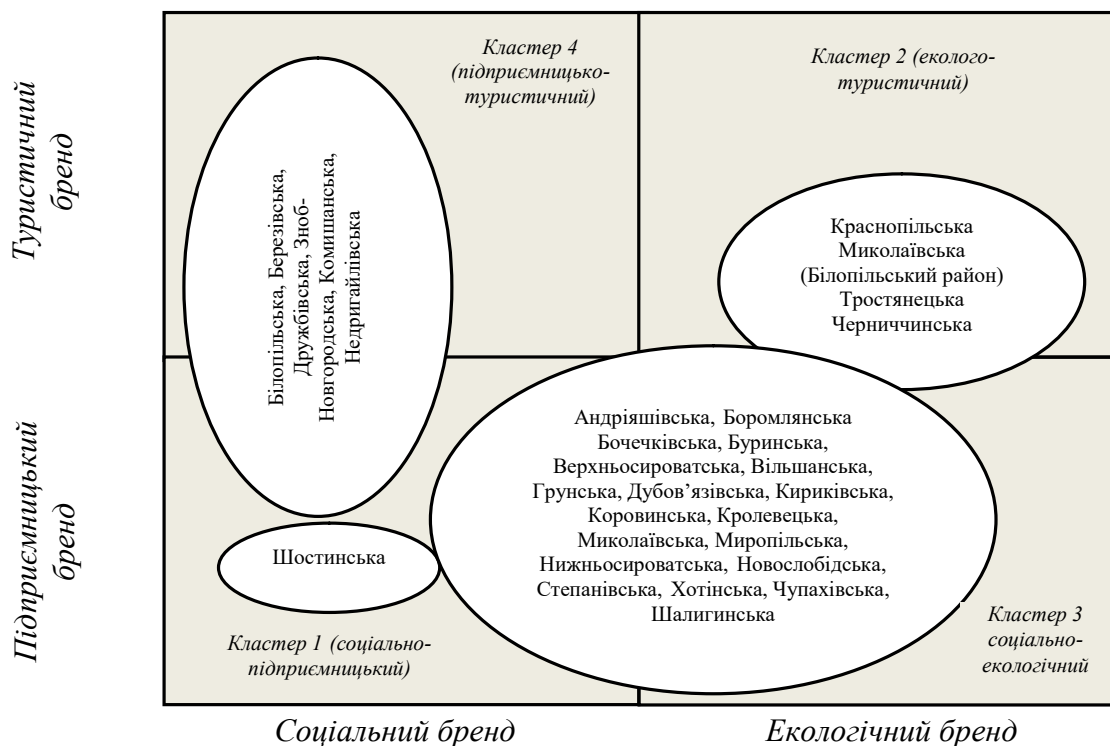 Туристичний
бренд
Підприємницький
бренд
Кластер 4
(підприємницько-
туристичний)
Кластер 2 (еколого-
туристичний)
Білопільська, Березівська,
Дружбівська, Зноб-
Новгородська, Комишанська,
Недригайлівська
Краснопільська
Миколаївська
(Білопільський район)
Тростянецька
Черниччинська
Андріяшівська, Боромлянська
Бочечківська, Буринська,
Верхньосироватська, Вільшанська,
Грунська, Дубов’язівська, Кириківська,
Коровинська, Кролевецька,
Миколаївська, Миропільська,
Нижньосироватська, Новослобідська,
Степанівська, Хотінська, Чупахівська,
Шалигинська
Шостинська
Кластер 1 (соціально-
підприємницький)
Кластер 3
соціально-
екологічний
Соціальний бренд
Екологічний бренд